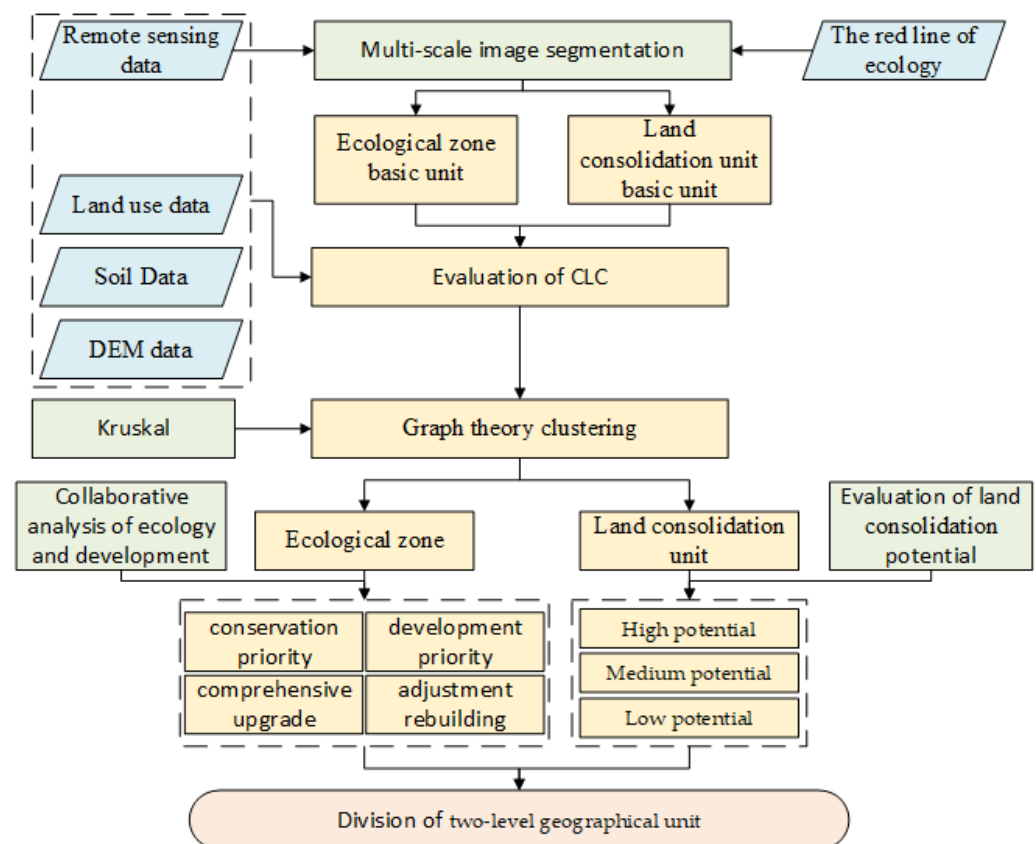 Remote sensing
data
Multi-scale image segmentation
The red line of
ecology
Ecological zone
basic unit
Land
consolidation unit
basic unit
Land use data
Soil Data
DEM data
Evaluation of CLC
Kruskal
Graph theory clustering
Collaborative
analysis of ecology
and development
Ecological zone
Land consolidation
unit
Evaluation of land
consolidation
potential
conservation
priority
development
priority
comprehensive
upgrade
adjustment
rebuilding
High potential
Medium potential
Low potential
Division of two-level geographical unit